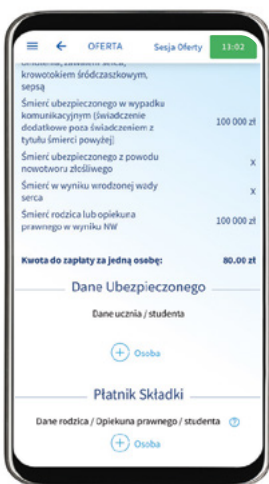 OFERTA Sesja Oferty 13:02
krwotokiem śródczaszkowym,
sepsą
Śmierć ubezpieczonego w wypadku
komunikacyjnym (świadczenie
dodatkowe poza świadczeniem z
tytułu śmierci powyżej)
100 000 zł
Śmierć ubezpieczonego z powodu
nowotworu złośliwego
X
Śmierć w wyniku wrodzonej wady
serca
X
Śmierć rodzica lub opiekuna
prawnego w wyniku NW
100 000 zł
Kwota do zapłaty za jedną osobę: 80.00 zł
Dane Ubezpieczonego
Dane ucznia / studenta
Osoba
Płatnik Składki
Dane rodzica / Opiekuna prawnego / studenta ?
Osoba